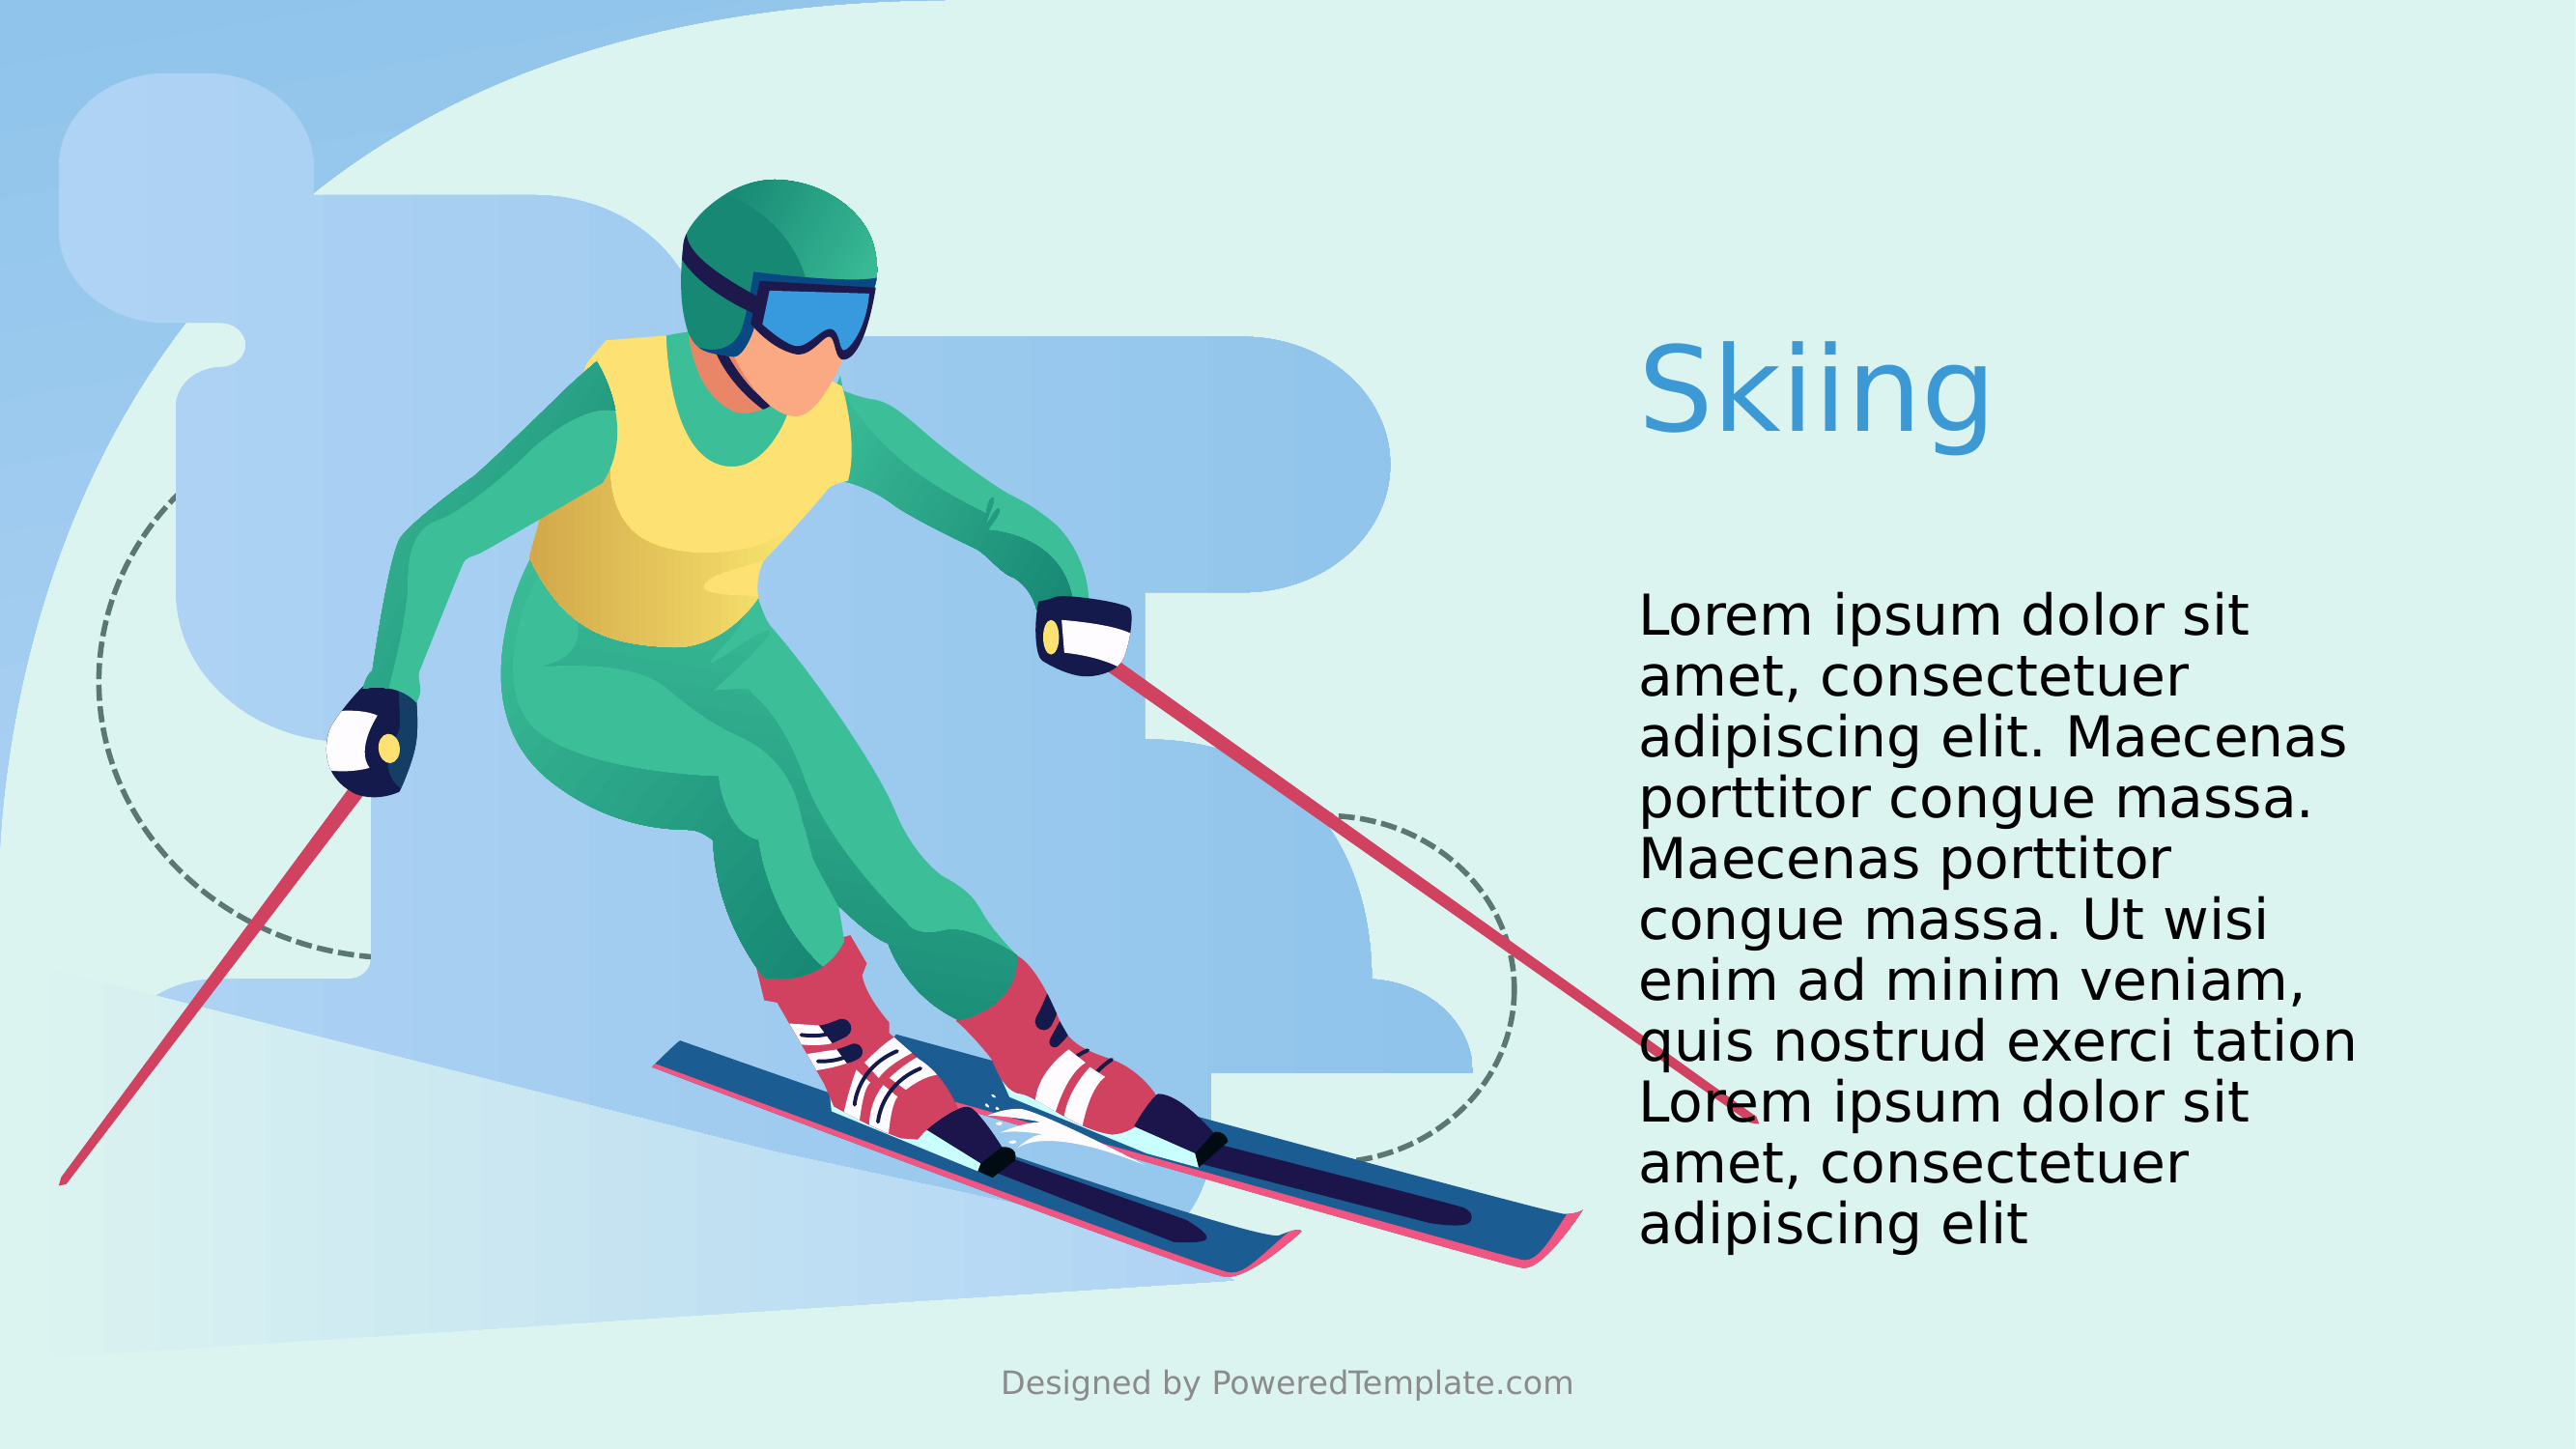 Skiing
Lorem ipsum dolor sit
amet, consectetuer
adipiscing elit. Maecenas
porttitor congue massa.
Maecenas porttitor
congue massa. Ut wisi
enim ad minim veniam,
quis nostrud exerci tation
Lorem ipsum dolor sit
amet, consectetuer
adipiscing elit
Designed by PoweredTemplate.com